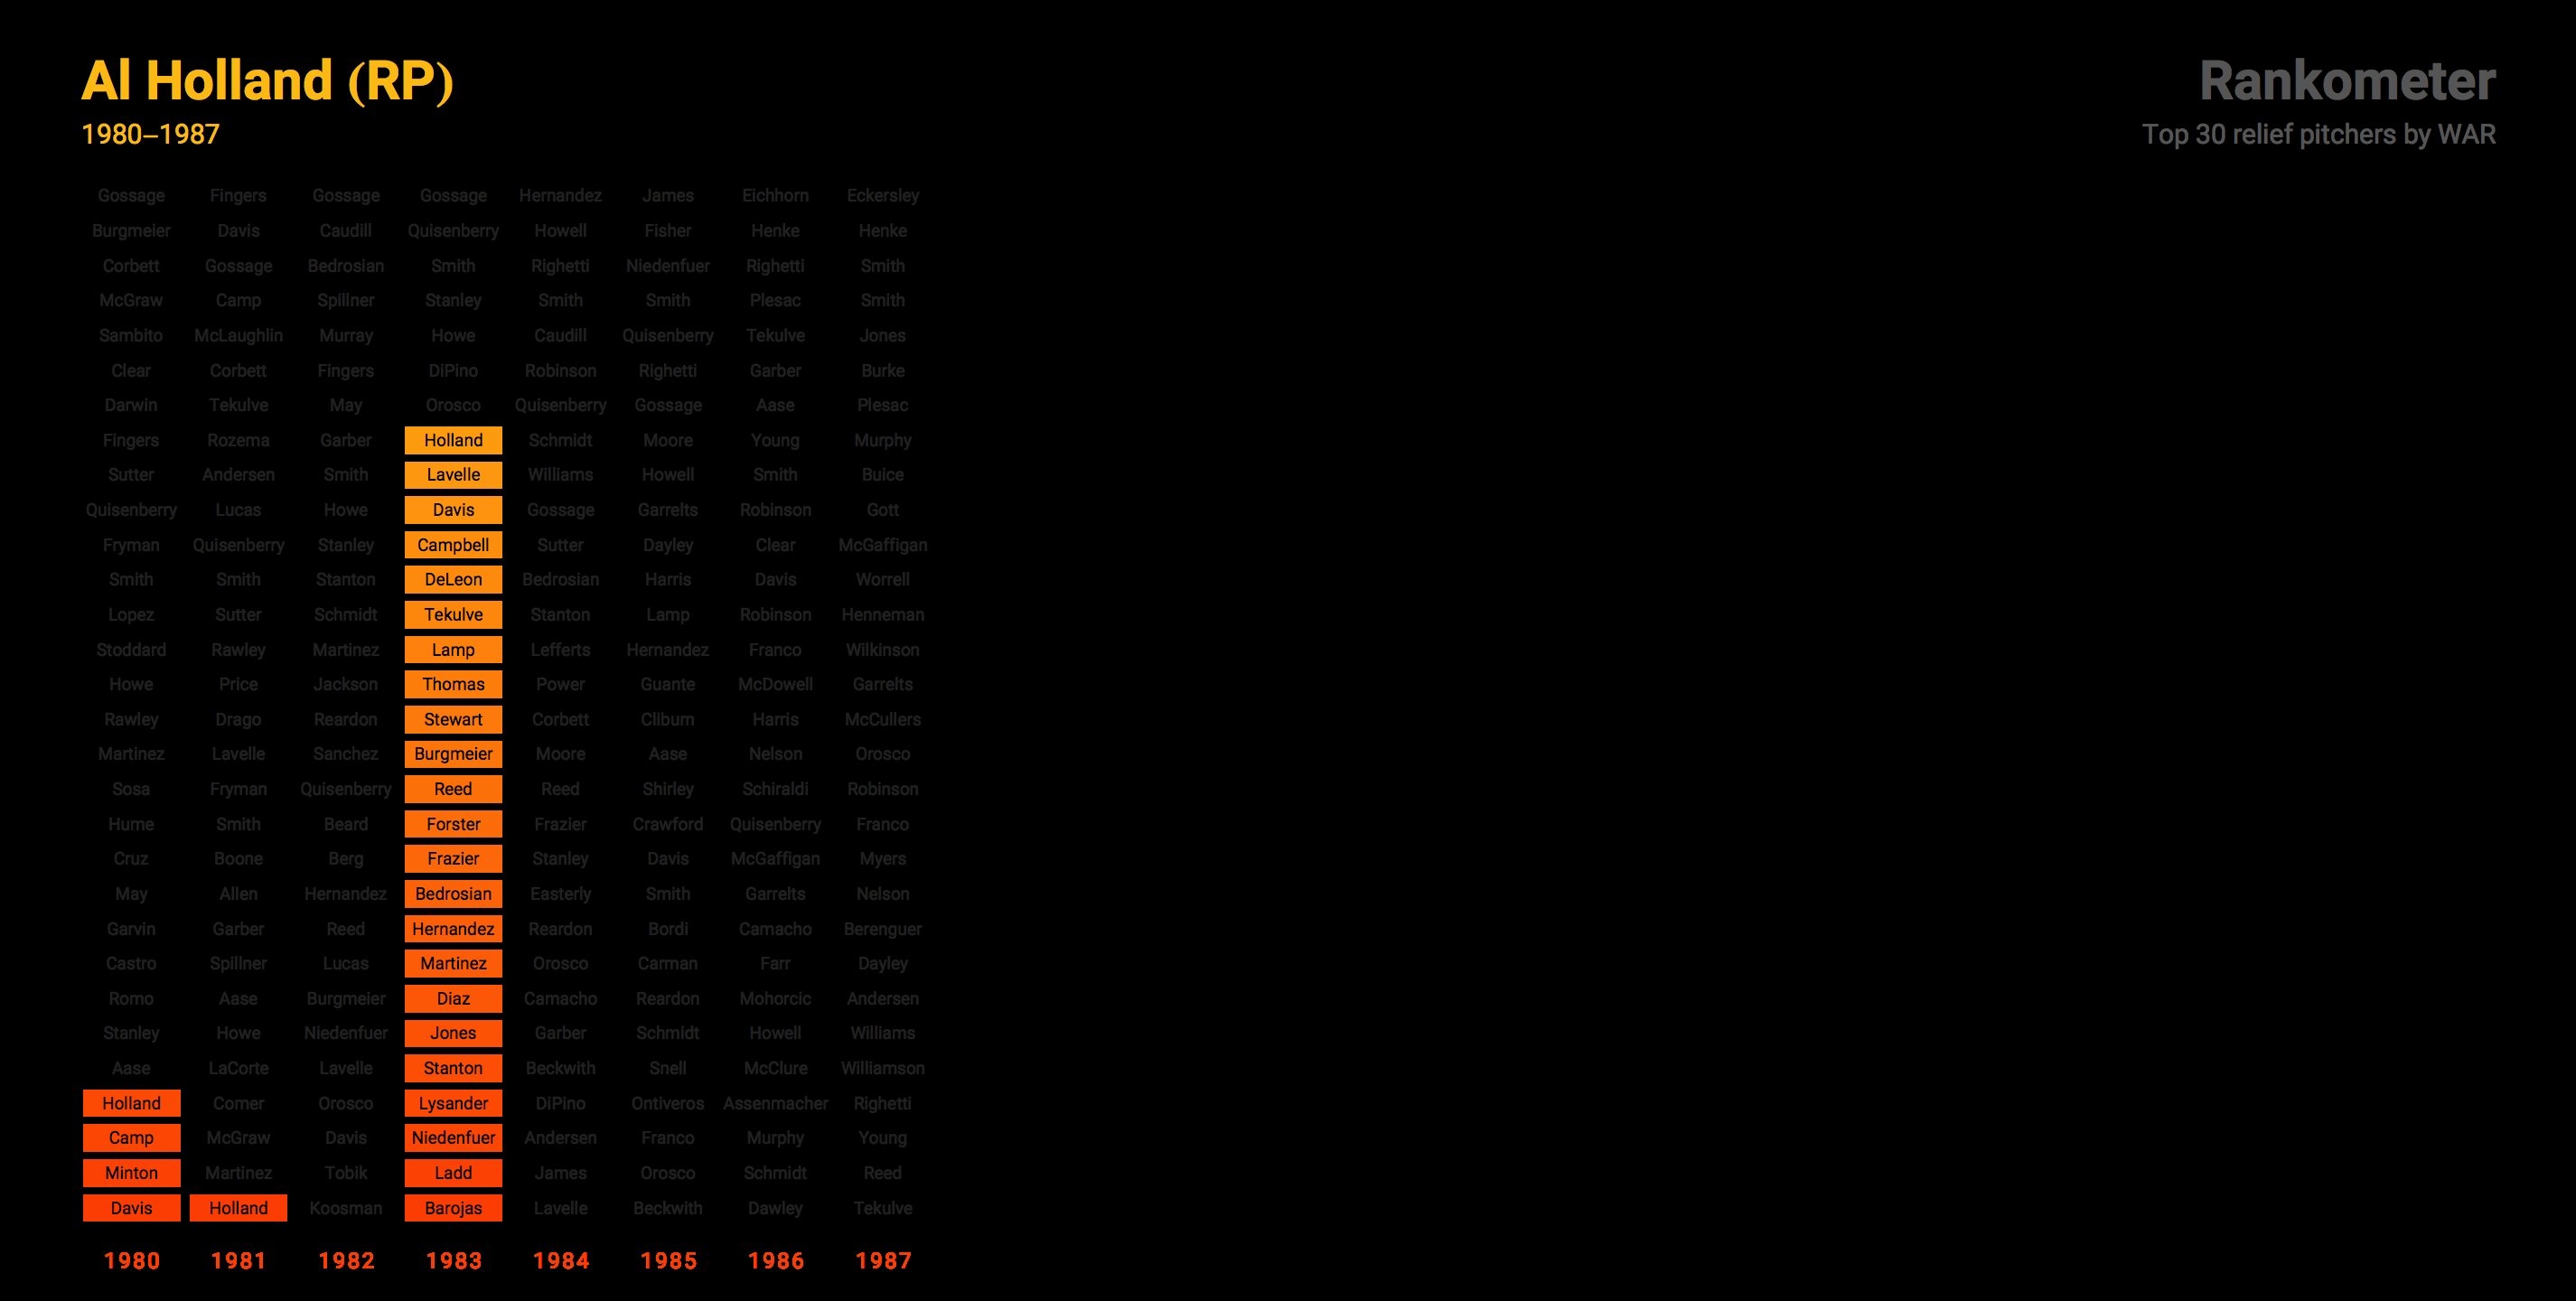 Al Holland (RP)
1980–1987
Rankometer
Top 30 relief pitchers by WAR
Gossage Fingers Gossage Gossage Hernandez James Eichhorn Eckersley
Burgmeier Davis Caudill Quisenberry Howell Fisher Henke Henke
Corbett Gossage Bedrosian Smith Righetti Niedenfuer Righetti Smith
McGraw Camp Spillner Stanley Smith Smith Plesac Smith
Sambito McLaughlin Murray Howe Caudill Quisenberry Tekulve Jones
Clear Corbett Fingers DiPino Robinson Righetti Garber Burke
Darwin Tekulve May Orosco Quisenberry Gossage Aase Plesac
Fingers Rozema Garber Holland Schmidt Moore Young Murphy
Sutter Andersen Smith Lavelle Williams Howell Smith Buice
Quisenberry Lucas Howe Davis Gossage Garrelts Robinson Gott
Fryman Quisenberry Stanley Campbell Sutter Dayley Clear McGaffigan
Smith Smith Stanton DeLeon Bedrosian Harris Davis Worrell
Lopez Sutter Schmidt Tekulve Stanton Lamp Robinson Henneman
Stoddard Rawley Martinez Lamp Lefferts Hernandez Franco Wilkinson
Howe Price Jackson Thomas Power Guante McDowell Garrelts
Rawley Drago Reardon Stewart Corbett Cliburn Harris McCullers
Martinez Lavelle Sanchez Burgmeier Moore Aase Nelson Orosco
Sosa Fryman Quisenberry Reed Reed Shirley Schiraldi Robinson
Hume Smith Beard Forster Frazier Crawford Quisenberry Franco
Cruz Boone Berg Frazier Stanley Davis McGaffigan Myers
May Allen Hernandez Bedrosian Easterly Smith Garrelts Nelson
Garvin Garber Reed Hernandez Reardon Bordi Camacho Berenguer
Castro Spillner Lucas Martinez Orosco Carman Farr Dayley
Romo Aase Burgmeier Diaz Camacho Reardon Mohorcic Andersen
Stanley Howe Niedenfuer Jones Garber Schmidt Howell Williams
Aase LaCorte Lavelle Stanton Beckwith Snell McClure Williamson
Holland Comer Orosco Lysander DiPino Ontiveros Assenmacher Righetti
Camp McGraw Davis Niedenfuer Andersen Franco Murphy Young
Minton Martinez Tobik Ladd James Orosco Schmidt Reed
Davis Holland Koosman Barojas Lavelle Beckwith Dawley Tekulve
1980 1981 1982 1983 1984 1985 1986 1987